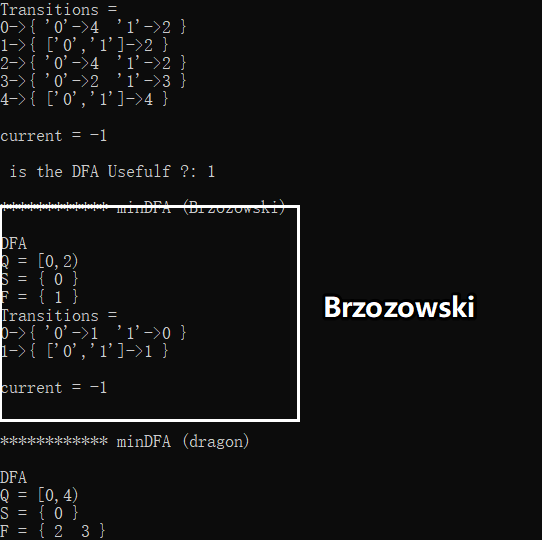 Transitions =
0->{ '0'->4  '1'->2 }
1->{ ['0','1']->2 }
2->{ '0'->4  '1'->2 }
3->{ '0'->2  '1'->3 }
4->{ ['0','1']->4 }
current = -1
 is the DFA Usefulf ?: 1
************ minDFA (Brzozowski)
DFA
Q = [0,2)
S = { 0 }
F = { 1 }
Transitions =
0->{ '0'->1  '1'->0 }
1->{ ['0','1']->1 }
current = -1
Brzozowski
************ minDFA (dragon)
DFA
Q = [0,4)
S = { 0 }
F = { 2  3 }